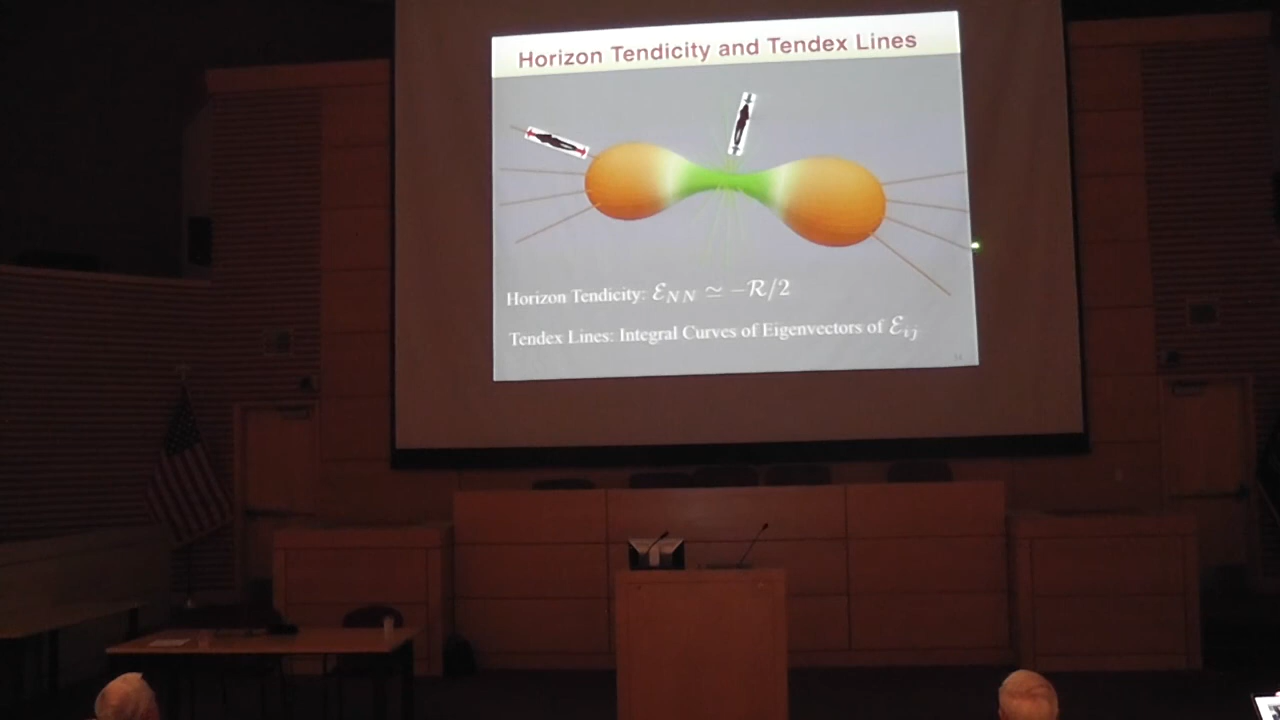 Horizon Tendicity and Tendex Lines
Horizon Tendicity: ℰ_NN ≃ −ℛ/2
Tendex Lines: Integral Curves of Eigenvectors of ℰ_ij